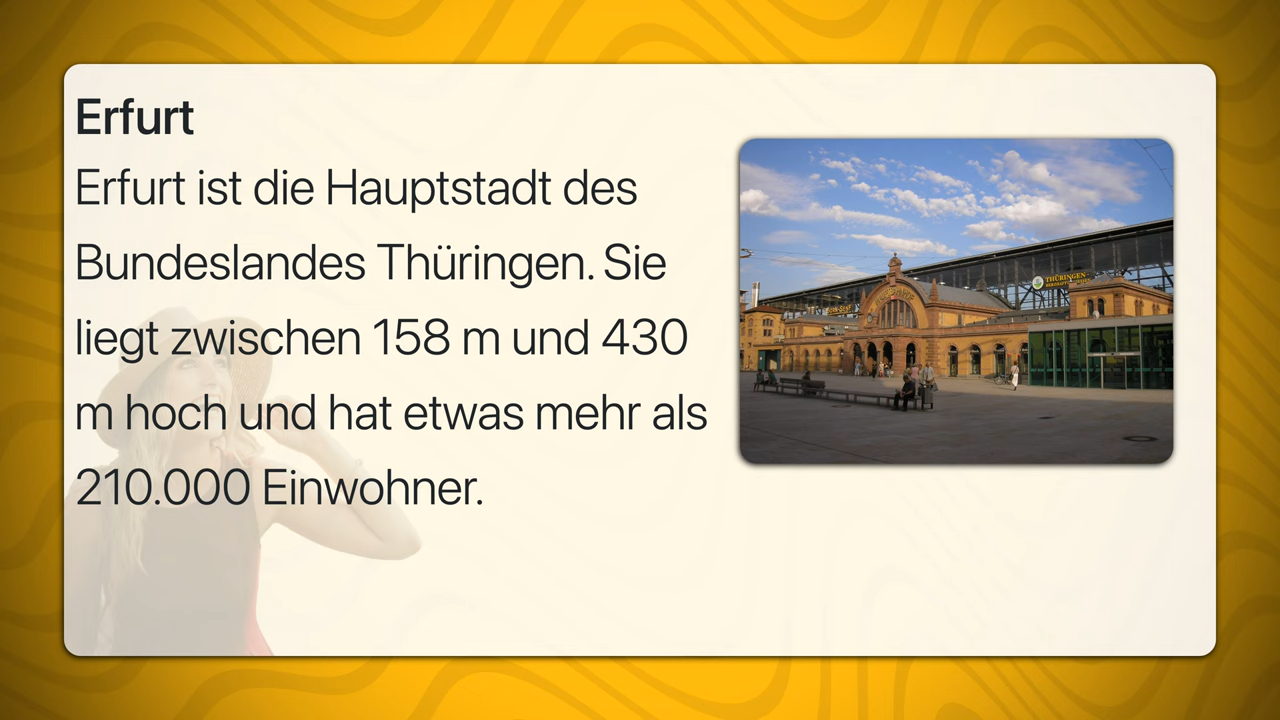 Erfurt
Erfurt ist die Hauptstadt des
Bundeslandes Thüringen. Sie
liegt zwischen 158 m und 430
m hoch und hat etwas mehr als
210.000 Einwohner.
THÜRINGEN